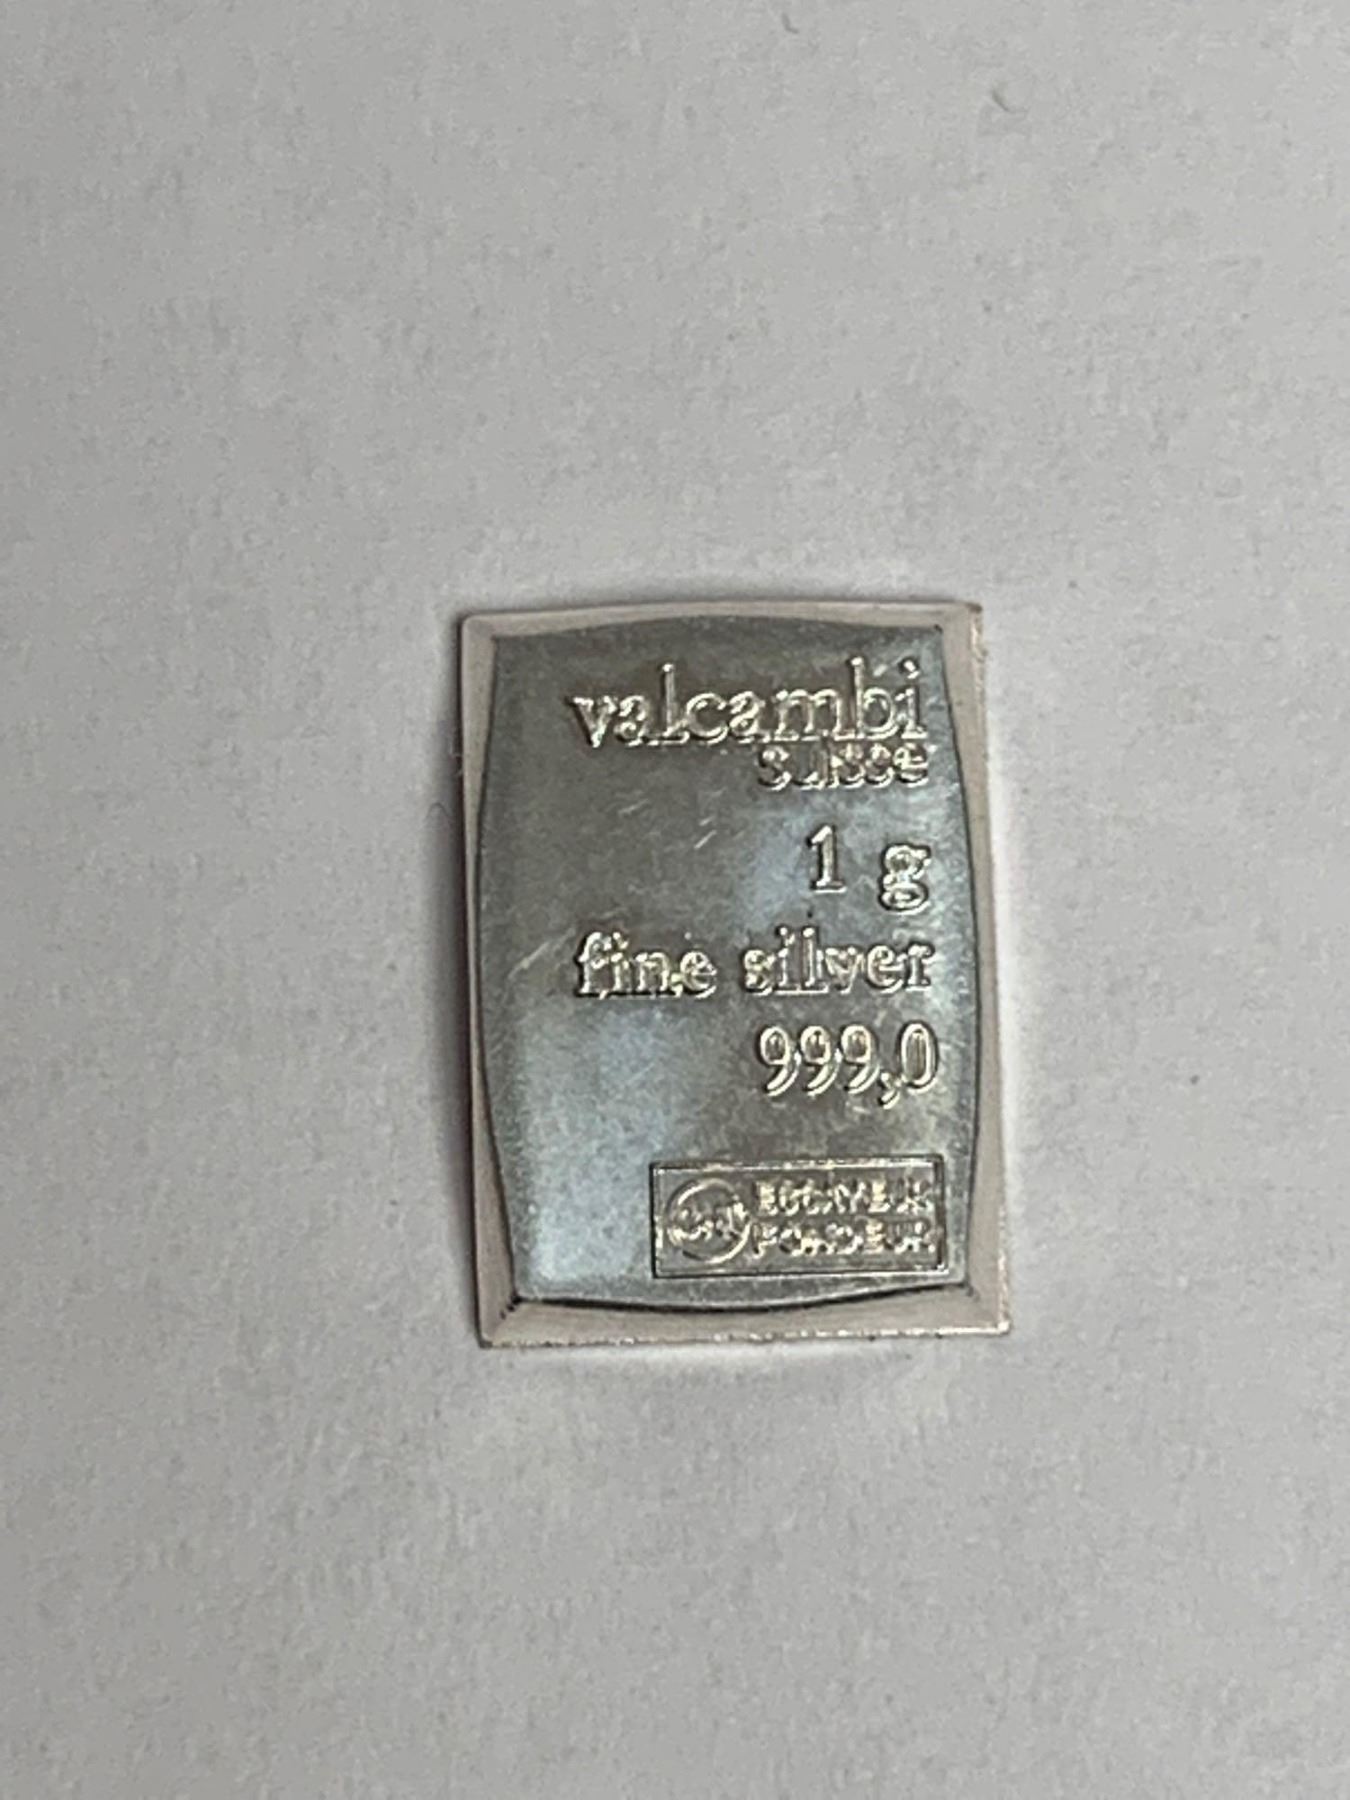 valcambi
suisse
1 g
fine silver
999,0
ESSAYEUR
FONDEUR